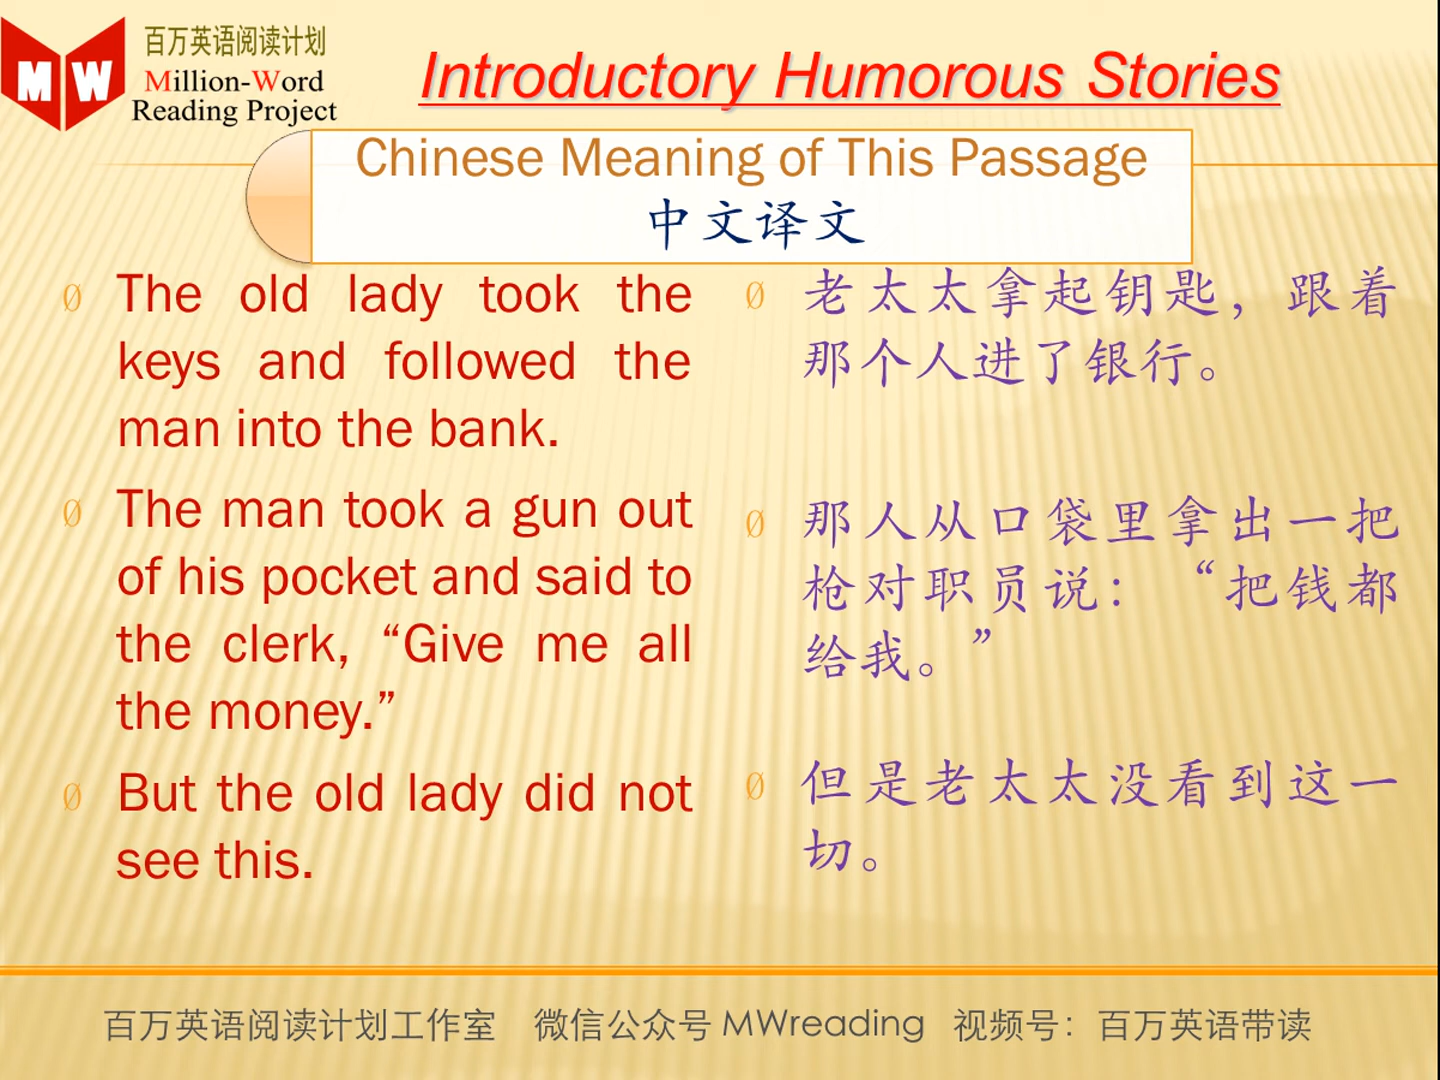 百万英语阅读计划
Million-Word
Reading Project
MW
Introductory Humorous Stories
Chinese Meaning of This Passage
中文译文
The old lady took the
keys and followed the
man into the bank.
The man took a gun out
of his pocket and said to
the clerk, “Give me all
the money.”
But the old lady did not
see this.
老太太拿起钥匙，跟着
那个人进了银行。
那人从口袋里拿出一把
枪对职员说：“把钱都
给我。”
但是老太太没看到这一
切。
百万英语阅读计划工作室 微信公众号 MWreading 视频号：百万英语带读